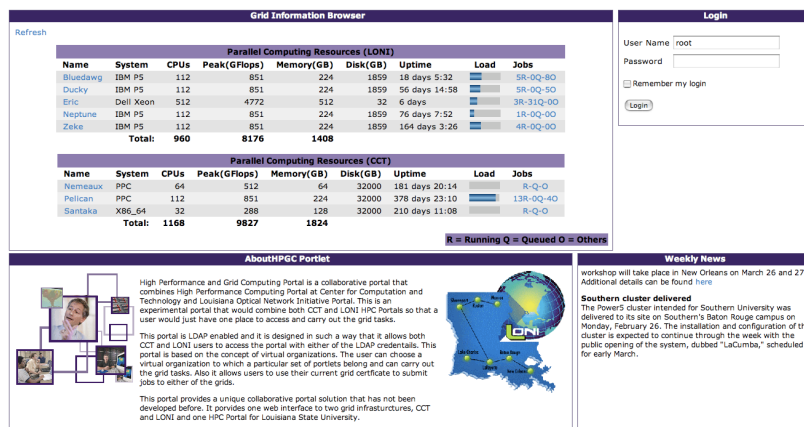 Grid Information Browser
Refresh
Parallel Computing Resources (LONI)
Name System CPUs Peak(GFlops) Memory(GB) Disk(GB) Uptime Load Jobs
Bluedawg IBM P5 112 851 224 1859 18 days 5:32 5R-0Q-8O
Ducky IBM P5 112 851 224 1859 56 days 14:58 5R-0Q-5O
Eric Dell Xeon 512 4772 512 32 6 days 3R-31Q-0O
Neptune IBM P5 112 851 224 1859 76 days 7:52 1R-0Q-0O
Zeke IBM P5 112 851 224 1859 164 days 3:26 4R-0Q-0O
Total: 960 8176 1408
Parallel Computing Resources (CCT)
Name System CPUs Peak(GFlops) Memory(GB) Disk(GB) Uptime Load Jobs
Nemeaux PPC 64 512 64 32000 181 days 20:14 R-Q-O
Pelican PPC 112 851 224 32000 378 days 23:10 13R-0Q-4O
Santaka X86_64 32 288 128 32000 210 days 11:08 R-Q-O
Total: 1168 9827 1824
R = Running Q = Queued O = Others
Login
User Name root
Password
Remember my login
Login
AboutHPGC Portlet
High Performance and Grid Computing Portal is a collaborative portal that
combines High Performance Computing Portal at Center for Computation and
Technology and Louisiana Optical Network Initiative Portal. This is an
experimental portal that would combine both CCT and LONI HPC Portals so that a
user would just have one place to access and carry out the grid tasks.
This portal is LDAP enabled and it is designed in such a way that it allows both
CCT and LONI users to access the portal with either of the LDAP credentails. This
portal is based on the concept of virtual organizations. The user can choose a
virtual organization to which a particular set of portlets belong and can carry out
the grid tasks. Also it allows users to use their current grid certficate to submit
jobs to either of the grids.
This portal provides a unique collaborative portal solution that has not been
developed before. It porvides one web interface to two grid infrasturctures, CCT
and LONI and one HPC Portal for Louisiana State University.
LONI
Baton Rouge
Lafayette
New Orleans
Weekly News
workshop will take place in New Orleans on March 26 and 27
Additional details can be found here
Southern cluster delivered
The Power5 cluster intended for Southern University was
delivered to its site on Southern's Baton Rouge campus on
Monday, February 26. The installation and configuration of th
cluster is expected to continue through the week with the
public opening of the system, dubbed "LaCumba," scheduled
for early March.